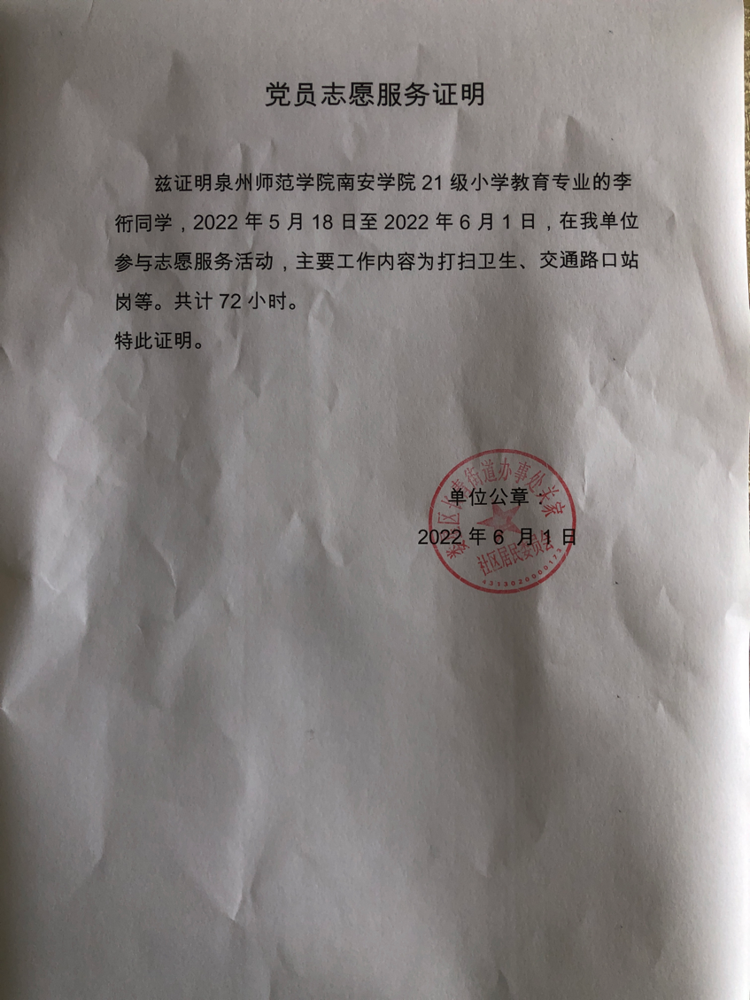 党员志愿服务证明
兹证明泉州师范学院南安学院 21 级小学教育专业的李
衎同学，2022 年 5 月 18 日至 2022 年 6 月 1 日，在我单位
参与志愿服务活动，主要工作内容为打扫卫生、交通路口站
岗等。共计 72 小时。
特此证明。
娄星区长青街道办事处
单位公章：
2022 年 6 月 1 日
社区居民委员会